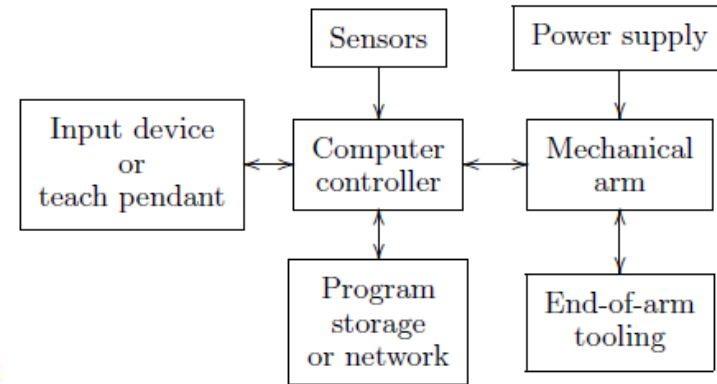 Sensors
Power supply
Input device
or
teach pendant
Computer
controller
Mechanical
arm
Program
storage
or network
End-of-arm
tooling